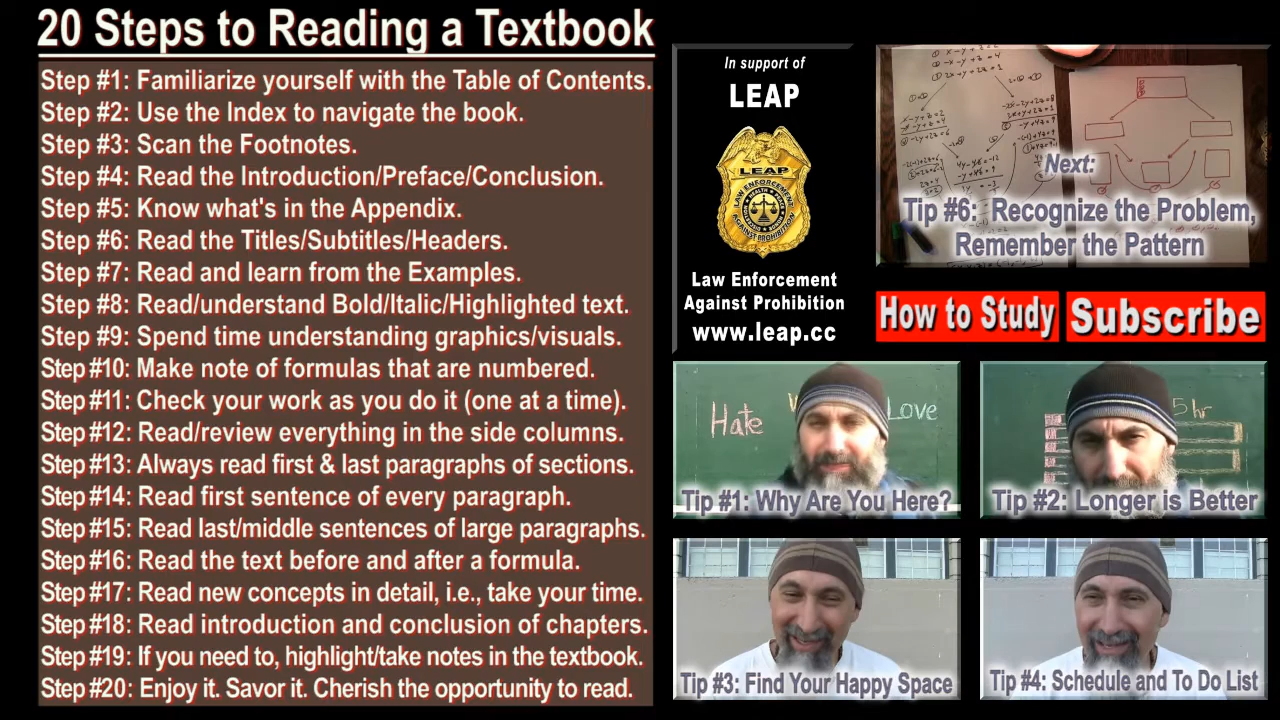 20 Steps to Reading a Textbook
Step #1: Familiarize yourself with the Table of Contents.
Step #2: Use the Index to navigate the book.
Step #3: Scan the Footnotes.
Step #4: Read the Introduction/Preface/Conclusion.
Step #5: Know what's in the Appendix.
Step #6: Read the Titles/Subtitles/Headers.
Step #7: Read and learn from the Examples.
Step #8: Read/understand Bold/Italic/Highlighted text.
Step #9: Spend time understanding graphics/visuals.
Step #10: Make note of formulas that are numbered.
Step #11: Check your work as you do it (one at a time).
Step #12: Read/review everything in the side columns.
Step #13: Always read first & last paragraphs of sections.
Step #14: Read first sentence of every paragraph.
Step #15: Read last/middle sentences of large paragraphs.
Step #16: Read the text before and after a formula.
Step #17: Read new concepts in detail, i.e., take your time.
Step #18: Read introduction and conclusion of chapters.
Step #19: If you need to, highlight/take notes in the textbook.
Step #20: Enjoy it. Savor it. Cherish the opportunity to read.
In support of
LEAP
LEAP
LAW ENFORCEMENT
AGAINST PROHIBITION
Law Enforcement
Against Prohibition
www.leap.cc
Next:
Tip #6: Recognize the Problem,
Remember the Pattern
How to Study
Subscribe
Hate
Love
Tip #1: Why Are You Here?
5 hr
Tip #2: Longer is Better
Tip #3: Find Your Happy Space
Tip #4: Schedule and To Do List